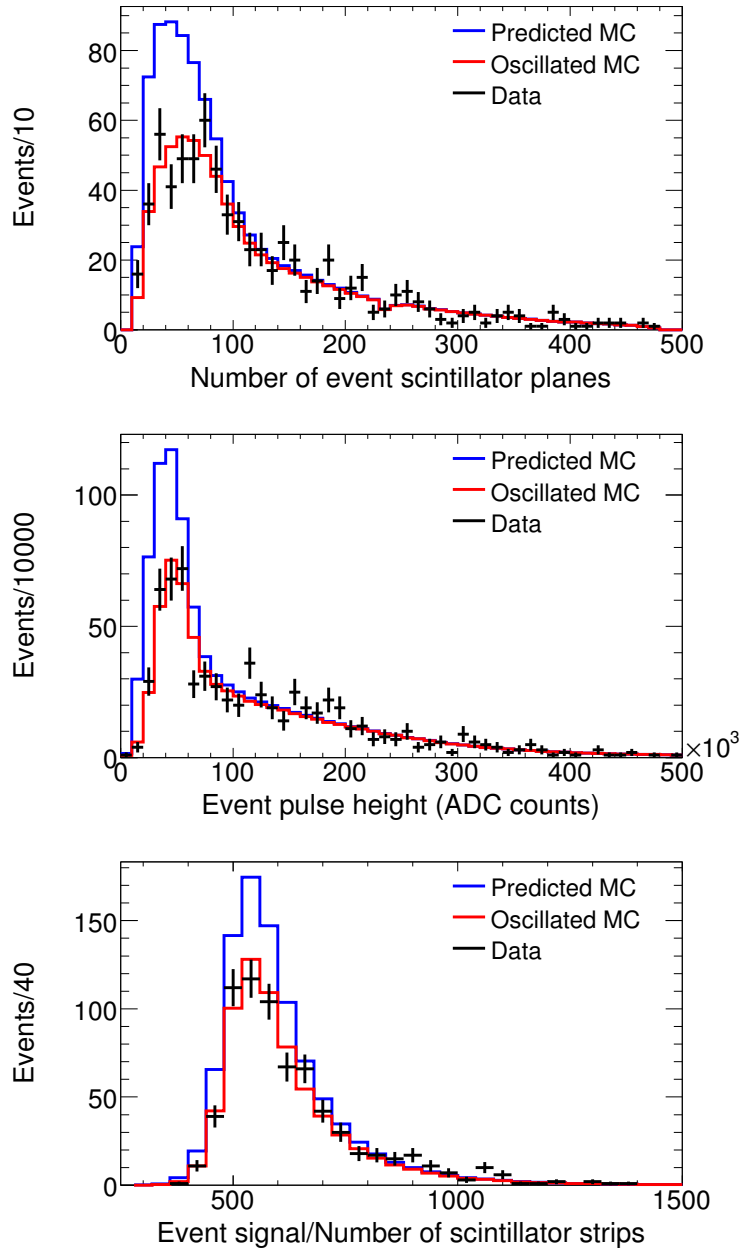 80
60
40
20
0
Events/10
Predicted MC
Oscillated MC
Data
0 100 200 300 400 500
Number of event scintillator planes
100
50
0
Events/10000
Predicted MC
Oscillated MC
Data
0 100 200 300 400 500
×10³
Event pulse height (ADC counts)
150
100
50
0
Events/40
Predicted MC
Oscillated MC
Data
500 1000 1500
Event signal/Number of scintillator strips